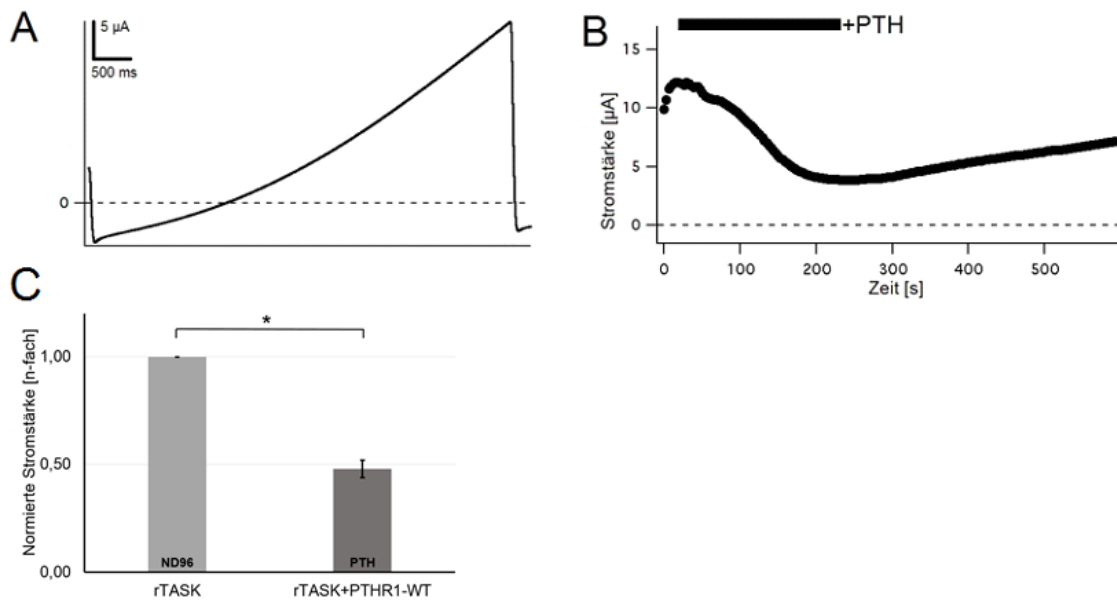 A
5 µA
500 ms
0
B
+PTH
Stromstärke [µA]
15
10
5
0
0 100 200 300 400 500
Zeit [s]
C
Normierte Stromstärke [n-fach]
*
1,00
0,50
0,00
ND96 PTH
rTASK rTASK+PTHR1-WT